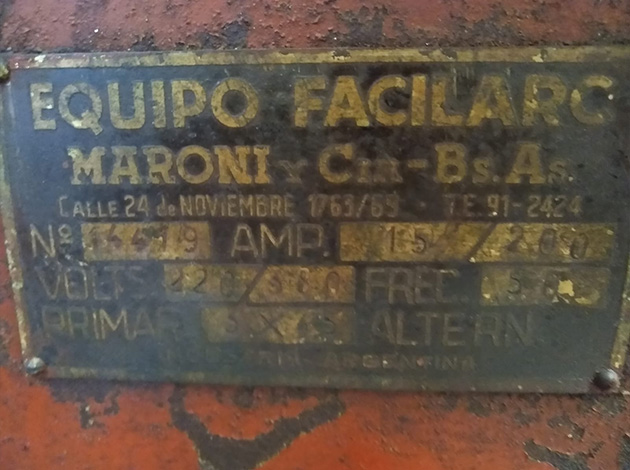 EQUIPO FACILARC
MARONI Y CIA-Bs.As.
CALLE 24 de NOVIEMBRE 1763/69 - T.E.91-2424
Nº AMP. 15 / 200
VOLTS 220/380 FREC. 50
PRIMAR. ALTERN.
ARGENTINA